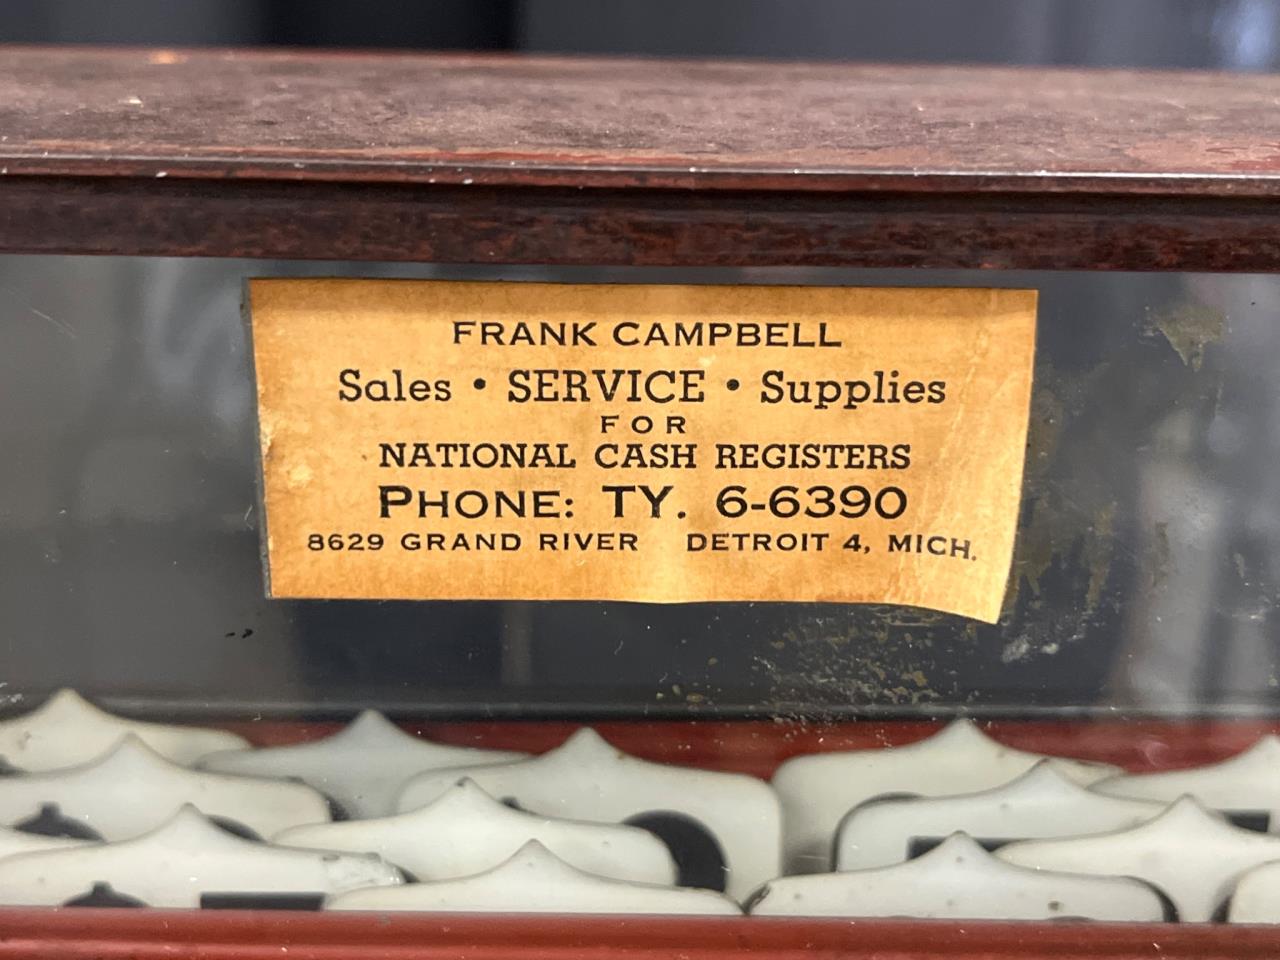 FRANK CAMPBELL
Sales • SERVICE • Supplies
FOR
NATIONAL CASH REGISTERS
PHONE: TY. 6-6390
8629 GRAND RIVER DETROIT 4, MICH.